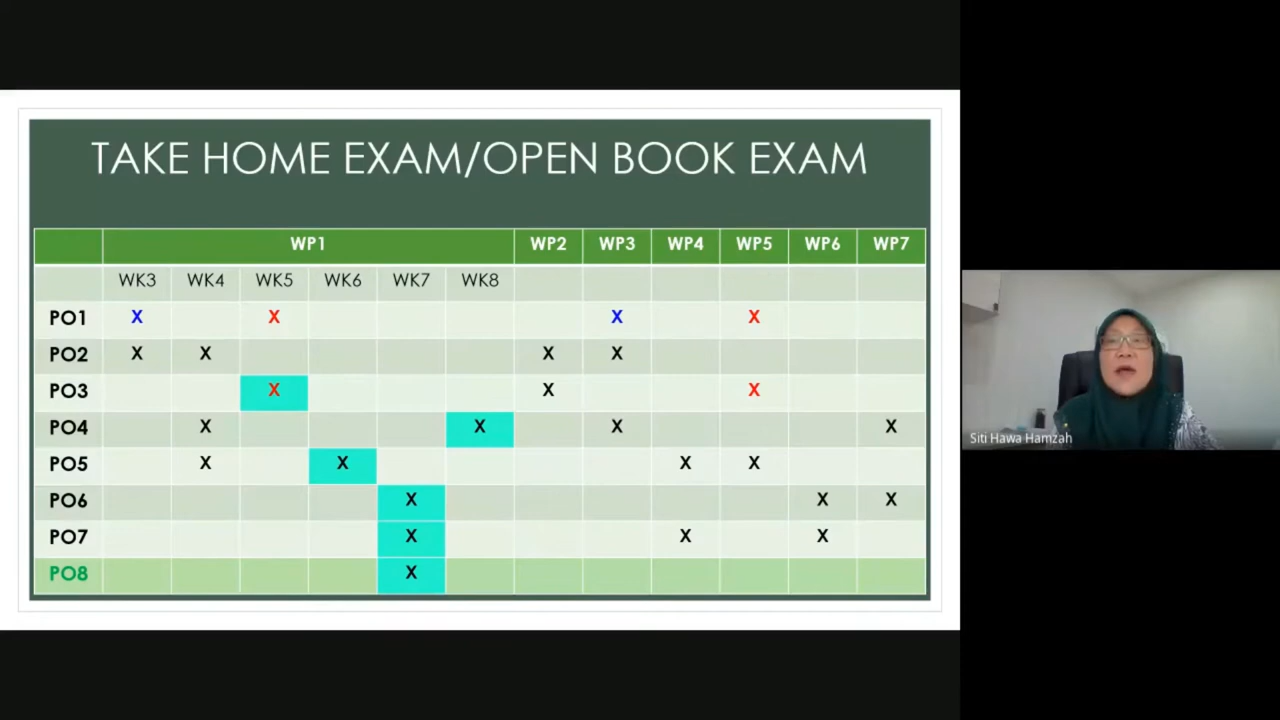 TAKE HOME EXAM/OPEN BOOK EXAM
WP1 WP2 WP3 WP4 WP5 WP6 WP7
WK3 WK4 WK5 WK6 WK7 WK8
PO1 X X X X
PO2 X X X X
PO3 X X X
PO4 X X X X
PO5 X X X X
PO6 X X X
PO7 X X X
PO8 X
Siti Hawa Hamzah